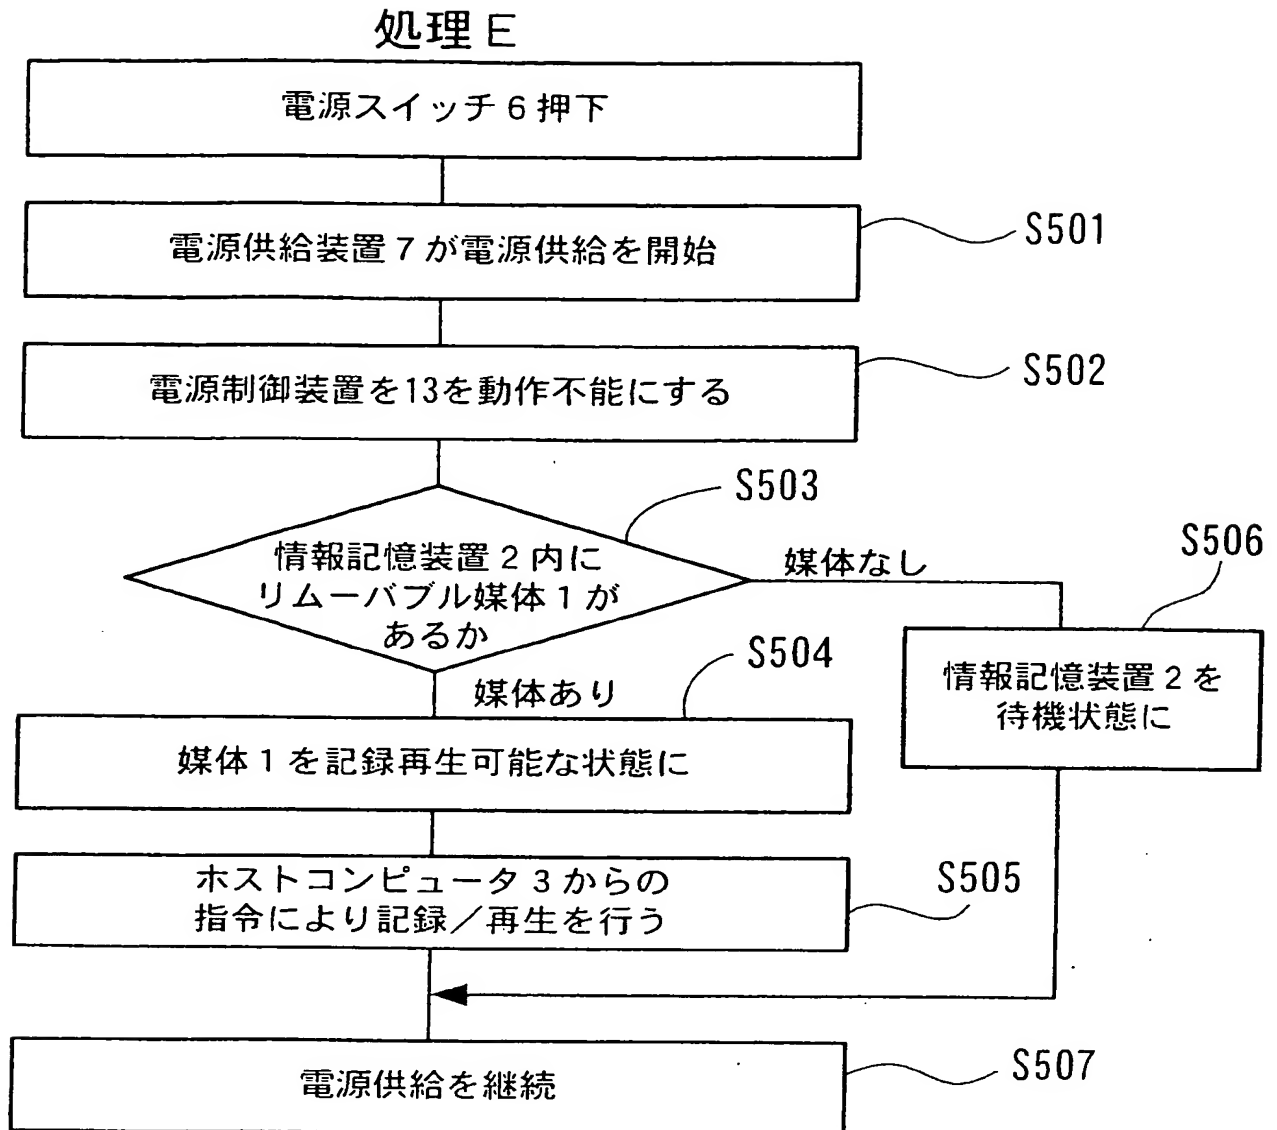 処理E
電源スイッチ6押下
電源供給装置7が電源供給を開始
S501
電源制御装置を13を動作不能にする
S502
S503
情報記憶装置2内に
リムーバブル媒体1が
あるか
媒体なし
S506
情報記憶装置2を
待機状態に
媒体あり
S504
媒体1を記録再生可能な状態に
ホストコンピュータ3からの
指令により記録／再生を行う
S505
電源供給を継続
S507